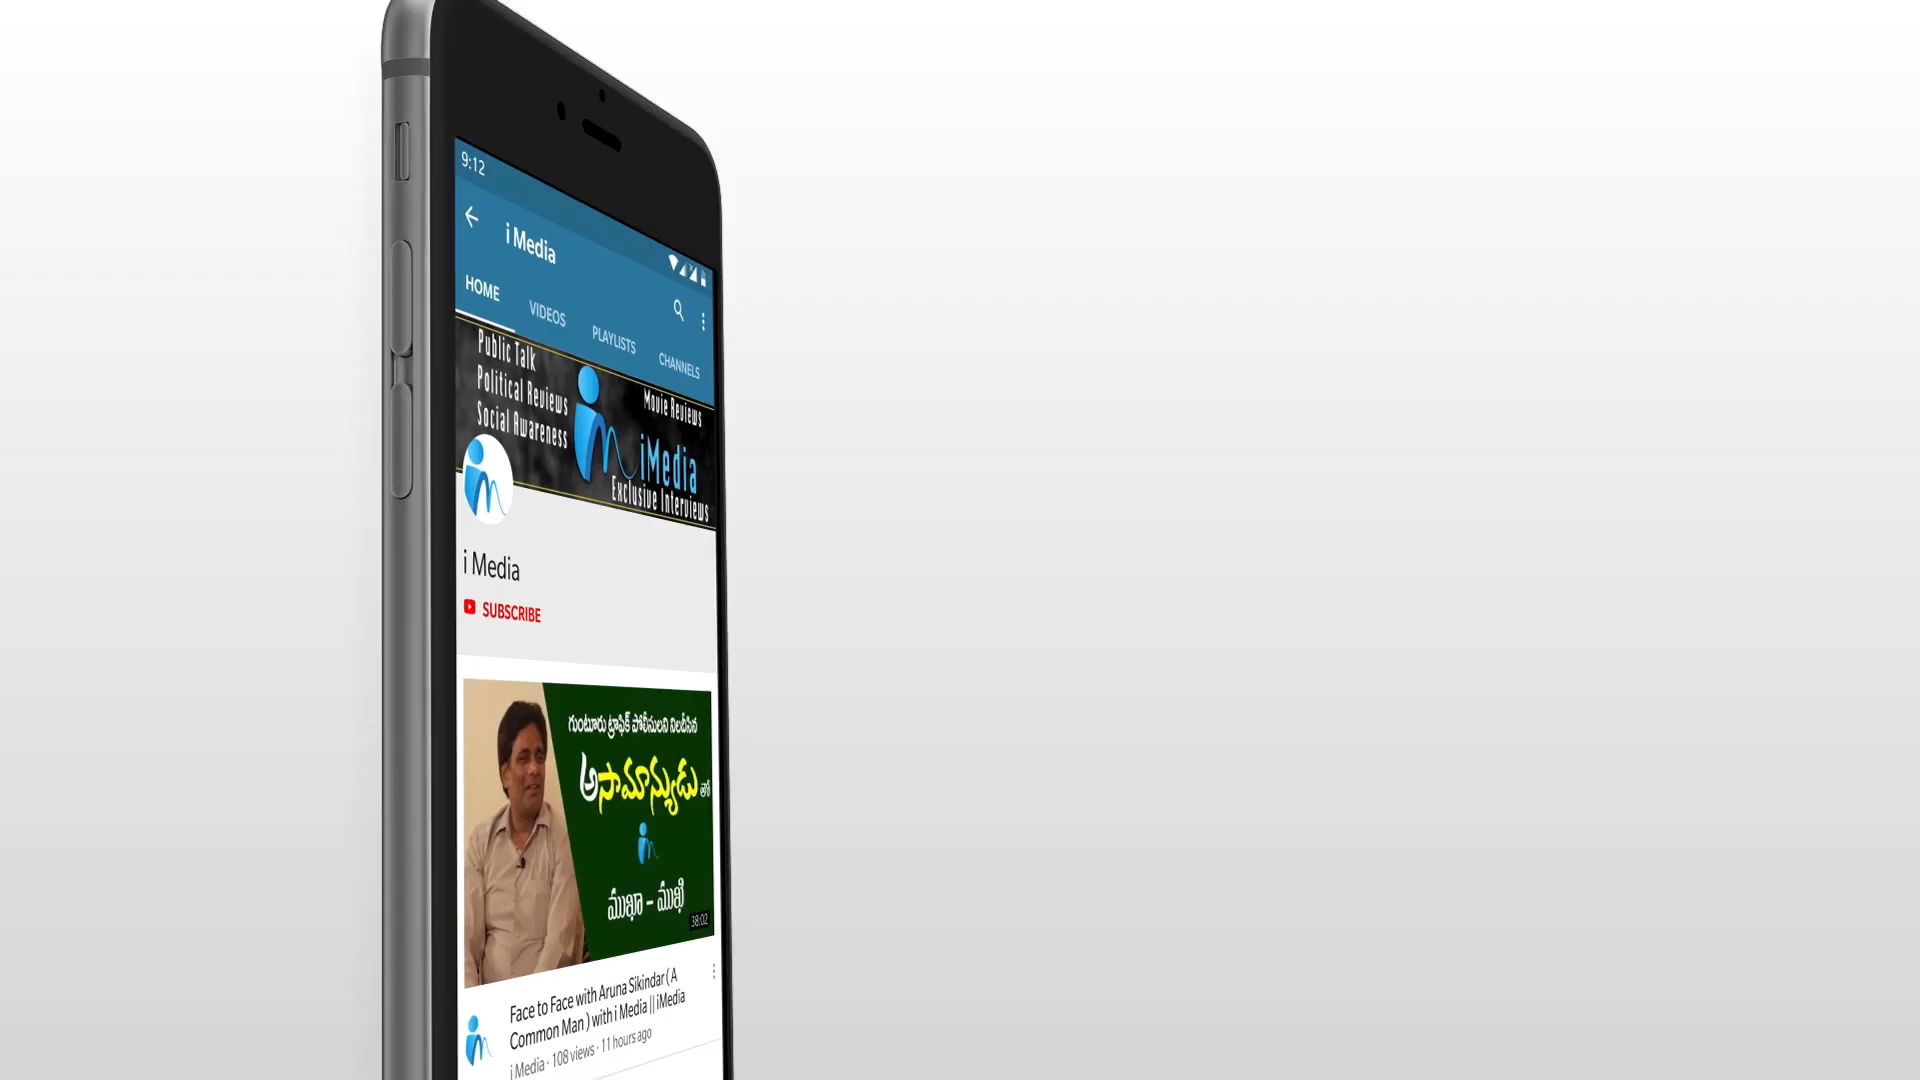 9:12
i Media
HOME VIDEOS PLAYLISTS CHANNELS
Public Talk
Political Reviews
Social Awareness
Movie Reviews
iMedia
Exclusive Interviews
i Media
SUBSCRIBE
గుంటూరు ట్రాఫిక్ పోలీసులని నిలదీసిన
అసామాన్యుడు తో
ముఖా - ముఖి
38:02
Face to Face with Aruna Sikindar ( A
Common Man ) with i Media || iMedia
i Media · 108 views · 11 hours ago